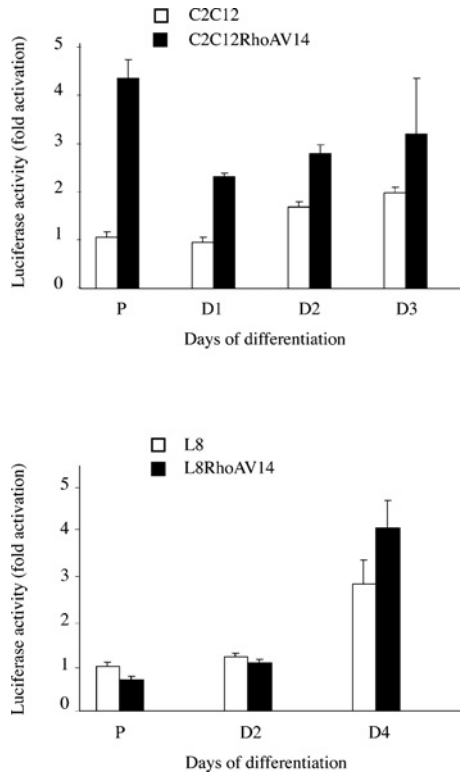 C2C12
C2C12RhoAV14
Luciferase activity (fold activation)
5
4
3
2
1
0
P D1 D2 D3
Days of differentiation
L8
L8RhoAV14
Luciferase activity (fold activation)
5
4
3
2
1
0
P D2 D4
Days of differentiation